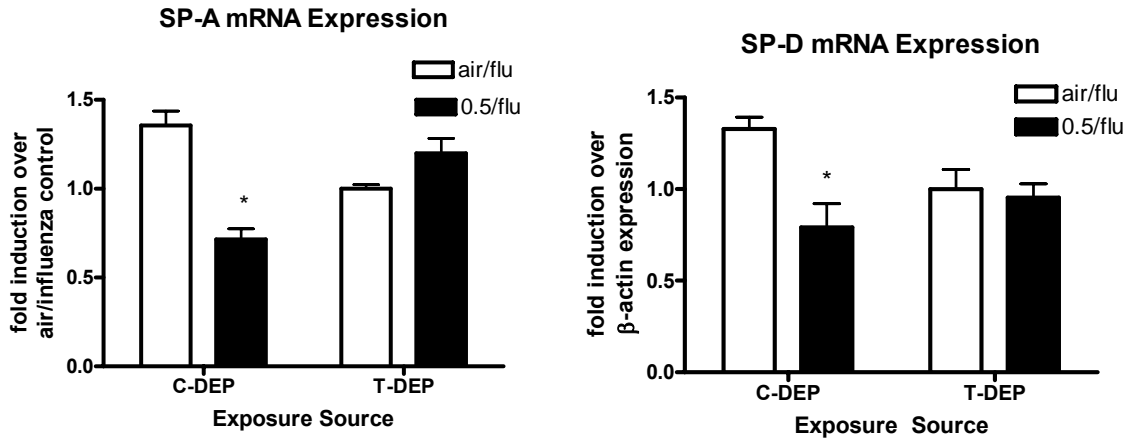 SP-A mRNA Expression
air/flu
0.5/flu
fold induction over
air/influenza control
1.5
1.0
0.5
0.0
*
C-DEP
T-DEP
Exposure Source
SP-D mRNA Expression
air/flu
0.5/flu
fold induction over
β-actin expression
1.5
1.0
0.5
0.0
*
C-DEP
T-DEP
Exposure Source